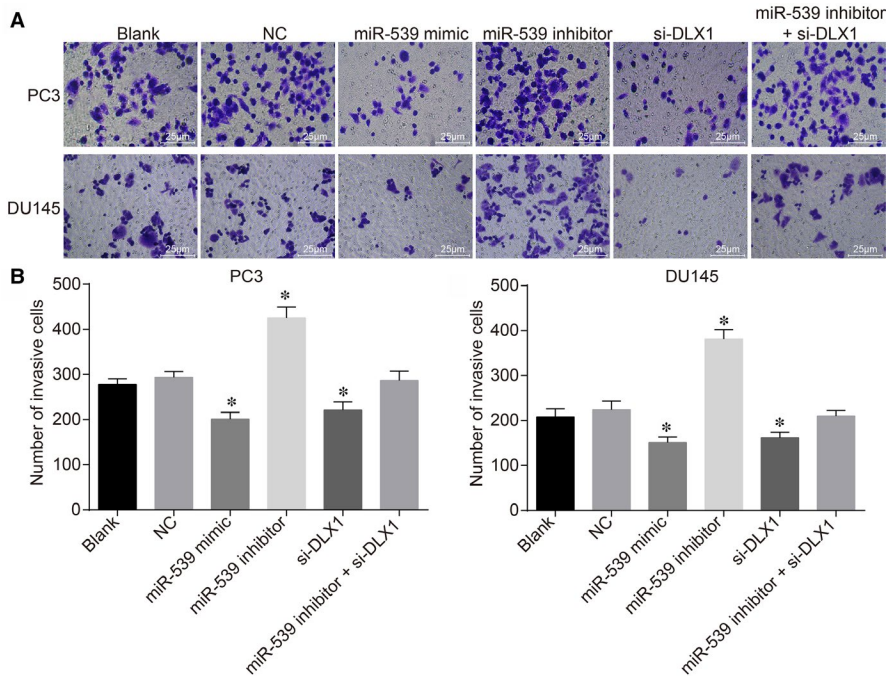 A
Blank NC miR-539 mimic miR-539 inhibitor si-DLX1 miR-539 inhibitor + si-DLX1
PC3
25μm 25μm 25μm 25μm 25μm 25μm
DU145
25μm 25μm 25μm 25μm 25μm 25μm
B
PC3
Number of invasive cells
500
400
300
200
100
0
* * *
Blank
NC
miR-539 mimic
miR-539 inhibitor
si-DLX1
miR-539 inhibitor + si-DLX1
DU145
Number of invasive cells
500
400
300
200
100
0
* * *
Blank
NC
miR-539 mimic
miR-539 inhibitor
si-DLX1
miR-539 inhibitor + si-DLX1